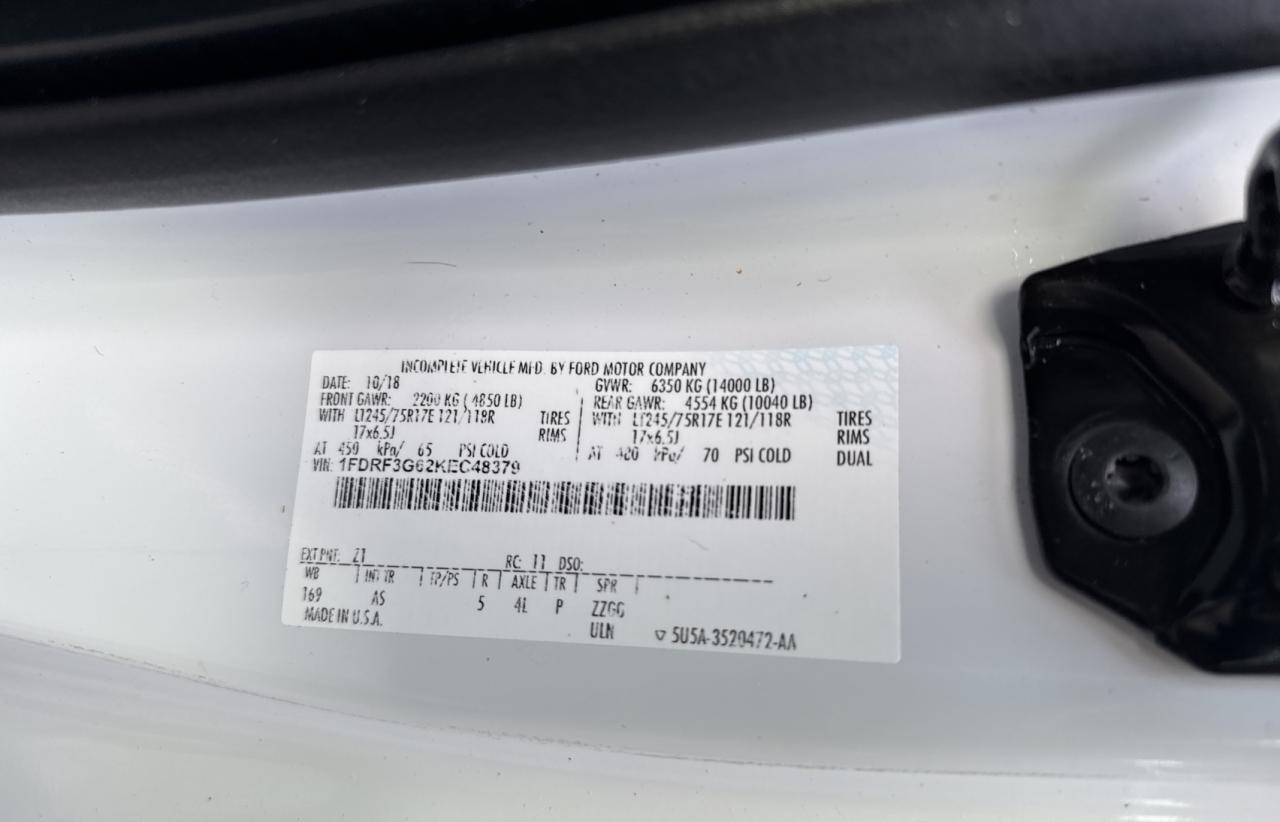 INCOMPLETE VEHICLE MFD. BY FORD MOTOR COMPANY
DATE: 10/18 GVWR: 6350 KG (14000 LB)
FRONT GAWR: 2200 KG ( 4850 LB) REAR GAWR: 4554 KG (10040 LB)
WITH LT245/75R17E 121/118R TIRES WITH LT245/75R17E 121/118R TIRES
17x6.5J RIMS 17x6.5J RIMS
AT 450 kPa/ 65 PSI COLD AT 480 kPa/ 70 PSI COLD DUAL
VIN: 1FDRF3G62KEC48379
EXT PNT: Z1 RC: 11 DSO:
WB INT TR TP/PS R AXLE TR SPR
169 AS 5 4L P ZZGG
MADE IN U.S.A. ULN ▽ 5U5A-3520472-AA